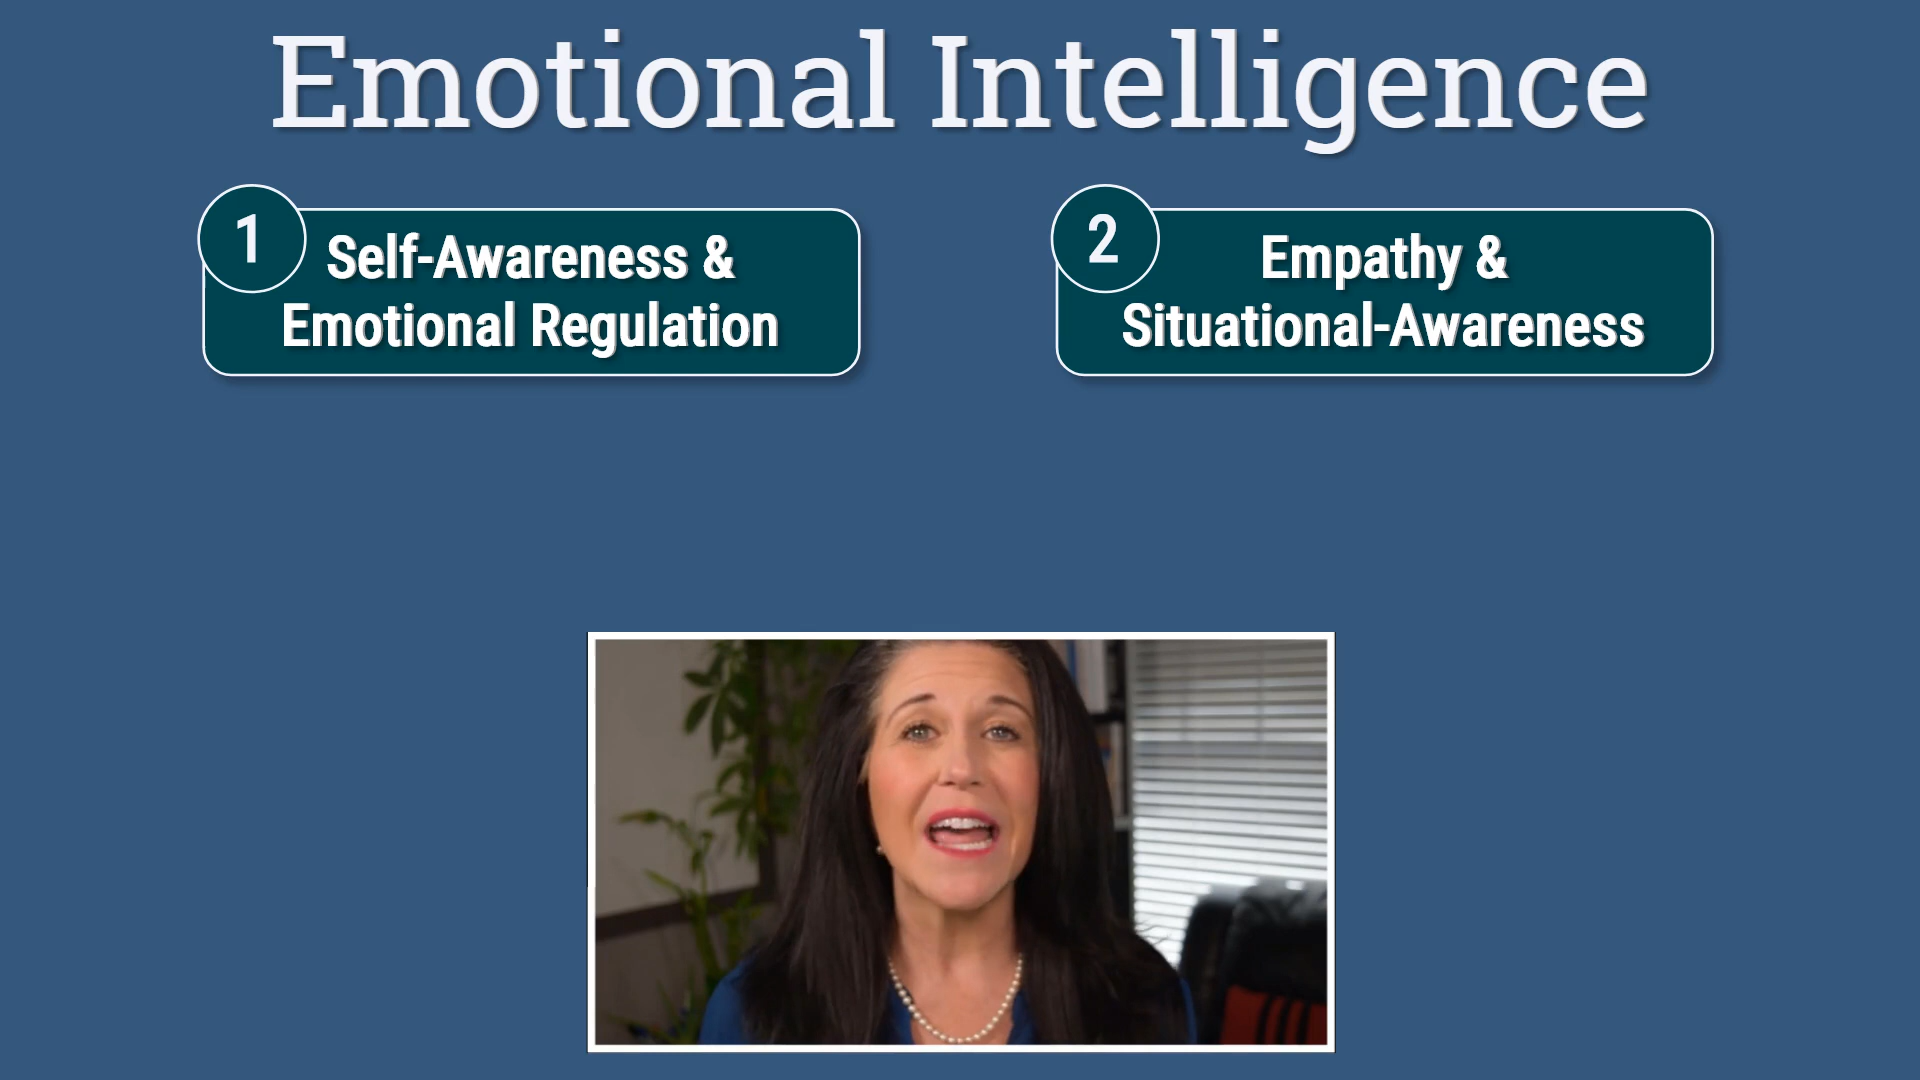 Emotional Intelligence
1
Self-Awareness &
Emotional Regulation
2
Empathy &
Situational-Awareness